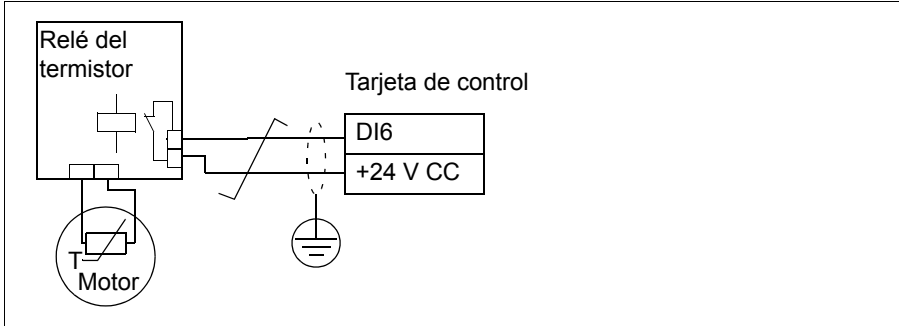 Relé del
termistor
Tarjeta de control
DI6
+24 V CC
T
Motor